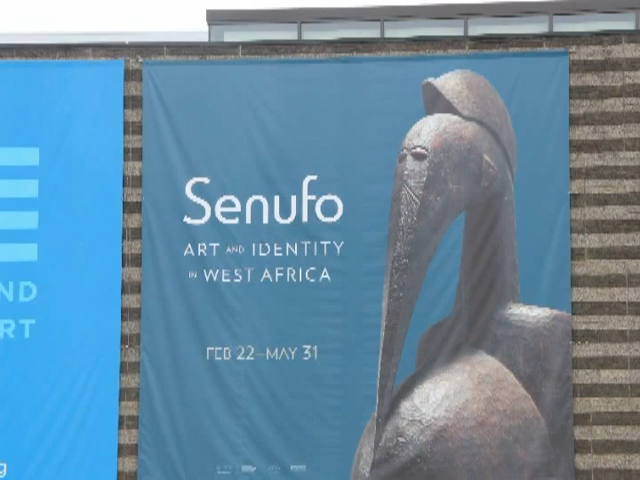 Senufo
ART AND IDENTITY
IN WEST AFRICA
FEB 22–MAY 31
ND
RT
g